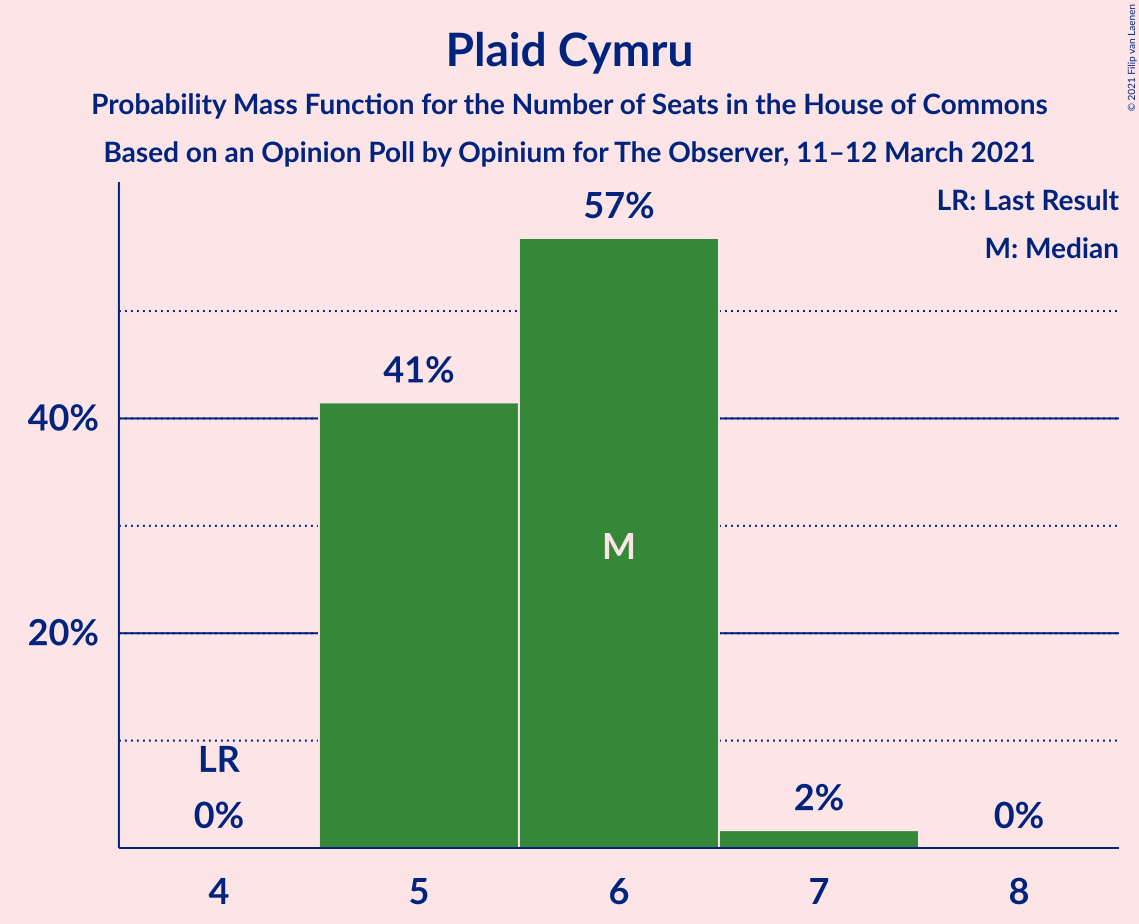 Plaid Cymru
Probability Mass Function for the Number of Seats in the House of Commons
Based on an Opinion Poll by Opinium for The Observer, 11–12 March 2021
© 2021 Filip van Laenen
LR: Last Result
M: Median
57%
41%
40%
M
20%
LR
0%
2%
0%
4
5
6
7
8